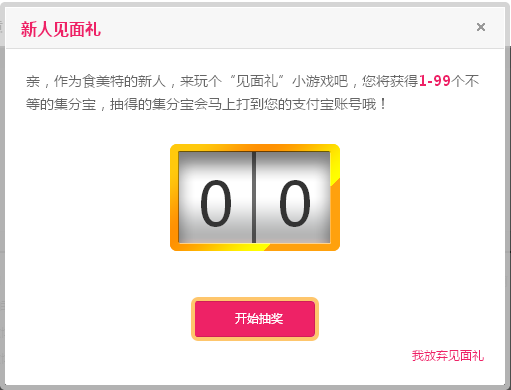 新人见面礼
×
亲，作为食美特的新人，来玩个“见面礼”小游戏吧，您将获得1-99个不
等的集分宝，抽得的集分宝会马上打到您的支付宝账号哦！
0 0
开始抽奖
我放弃见面礼